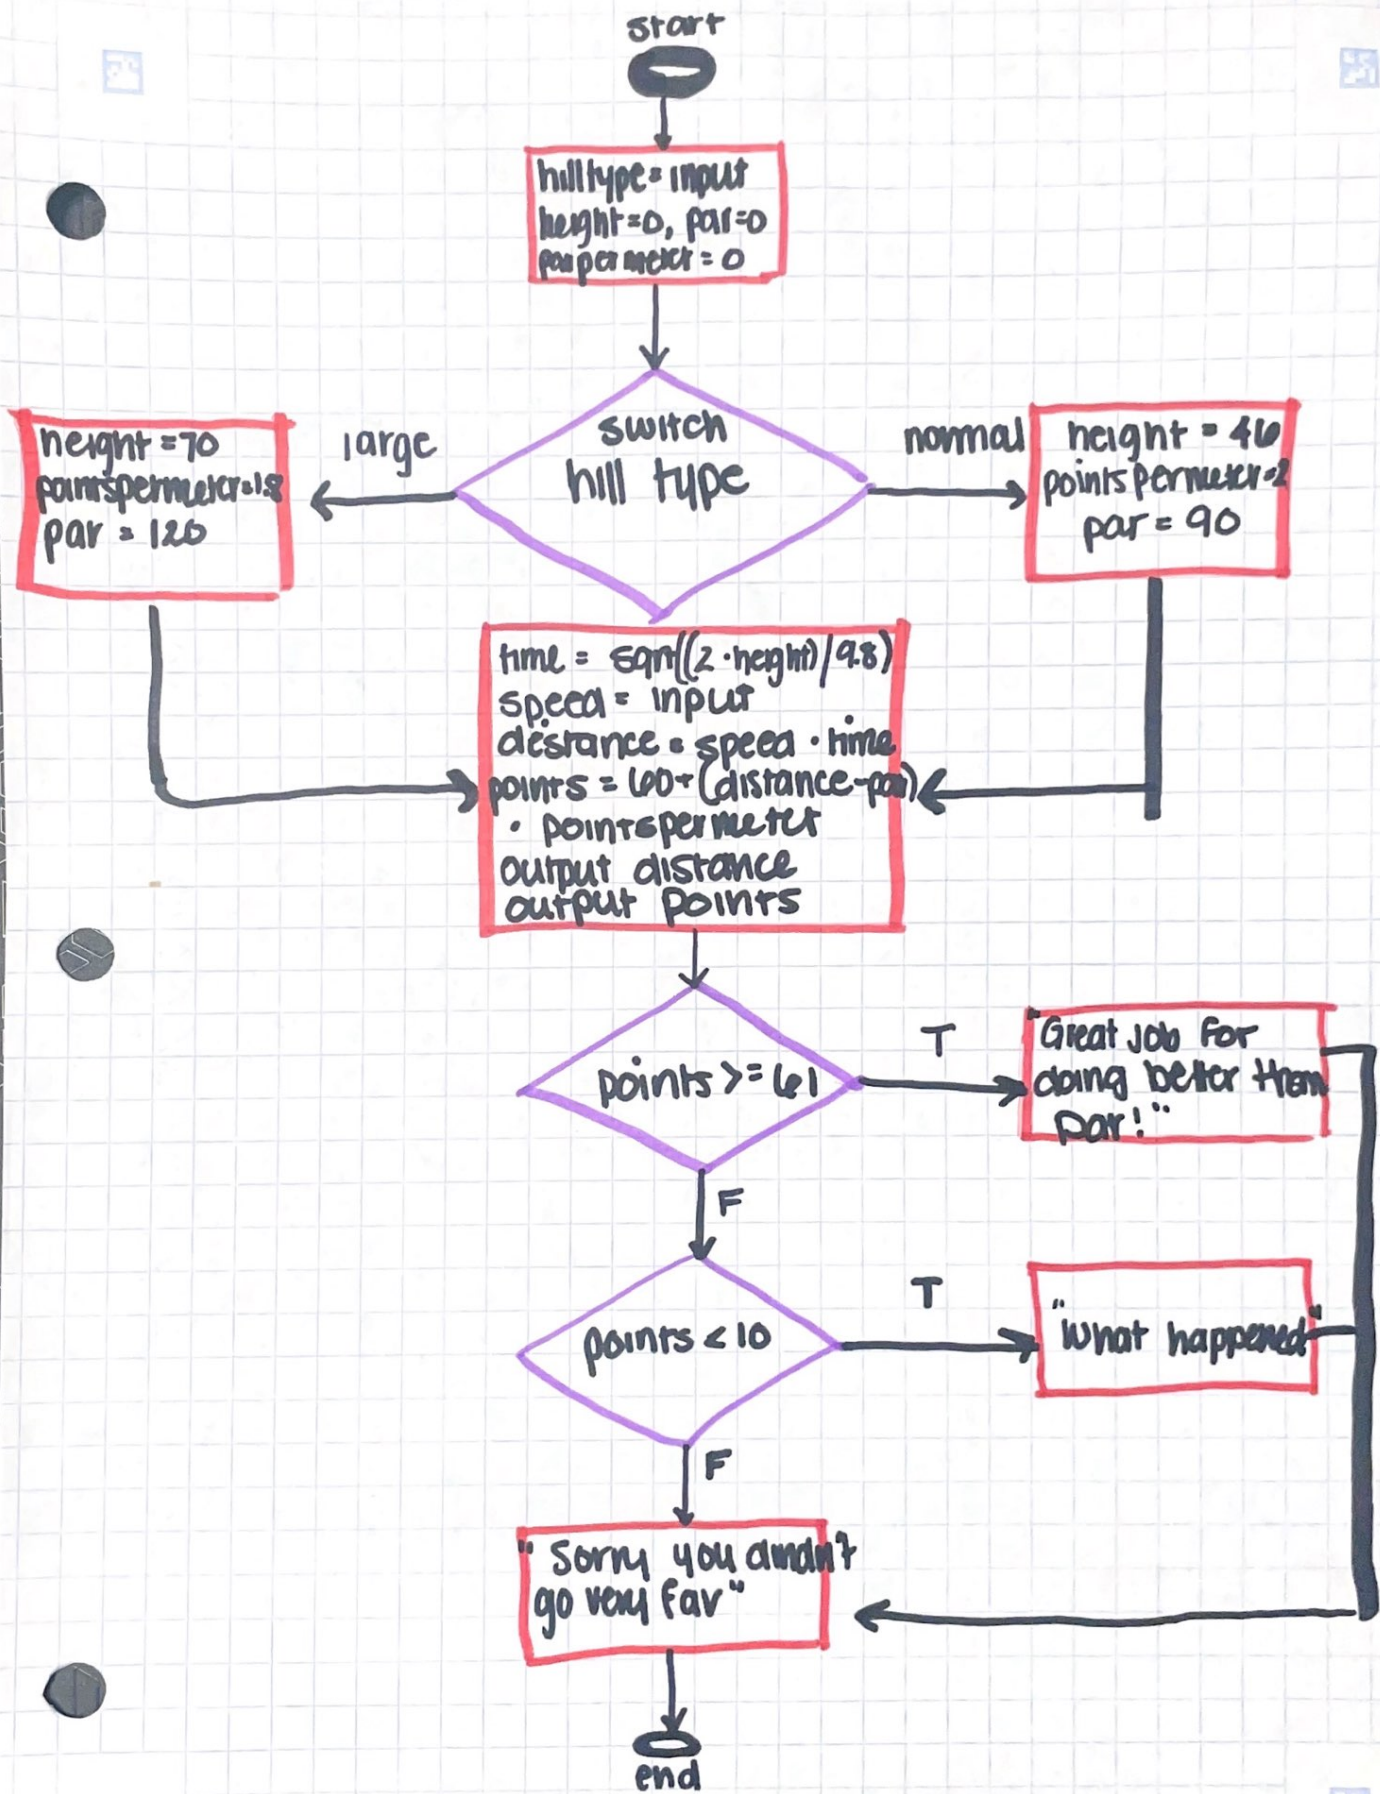 start
hilltype = input
height=0, par=0
permeter = 0
switch
hill type
large
normal
height =70
pointspermeter=1.8
par = 120
height = 46
points Permeter=2
par = 90
time = sqrt((2·height)/9.8)
speed = input
distance = speed · time
points = 60+(distance-par)
· pointspermeter
output distance
output points
points >= 61
T
"Great job for
doing better than
par!"
F
points < 10
T
"what happened"
F
"Sorry you didn't
go very far"
end